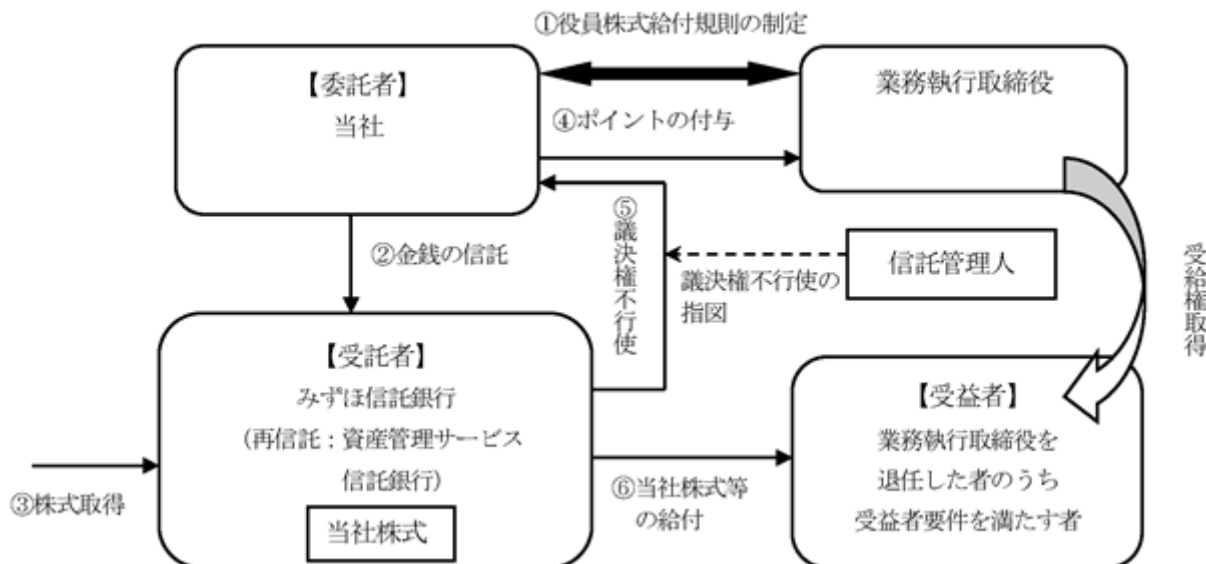 ①役員株式給付規則の制定
【委託者】
当社
業務執行取締役
④ポイントの付与
②金銭の信託
⑤議決権不行使
議決権不行使の
指図
信託管理人
受給権取得
【受託者】
みずほ信託銀行
(再信託:資産管理サービス
信託銀行)
当社株式
③株式取得
⑥当社株式等
の給付
【受益者】
業務執行取締役を
退任した者のうち
受益者要件を満たす者